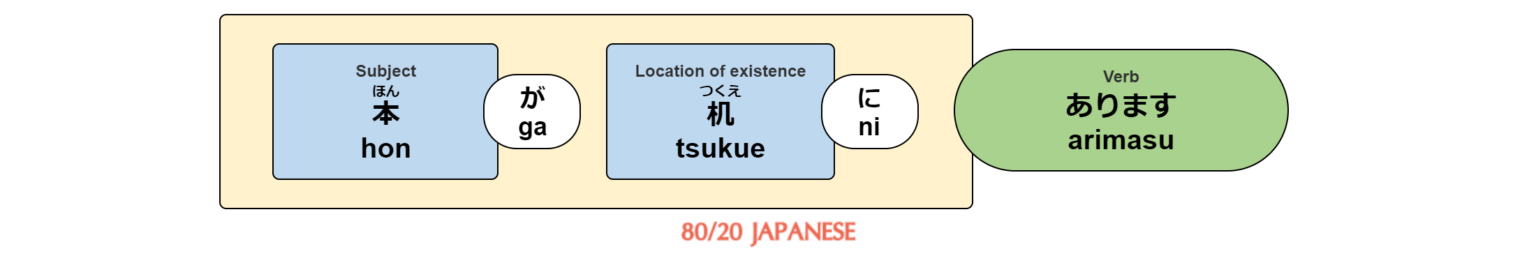 Subject
ほん
本
hon
が
ga
Location of existence
つくえ
机
tsukue
に
ni
Verb
あります
arimasu
80/20 JAPANESE